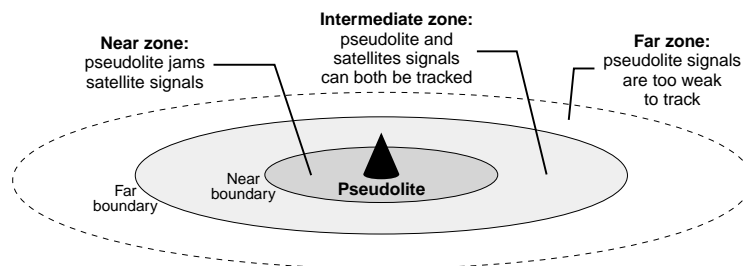 Near zone:
pseudolite jams
satellite signals
Intermediate zone:
pseudolite and
satellites signals
can both be tracked
Far zone:
pseudolite signals
are too weak
to track
Far
boundary
Near
boundary
Pseudolite